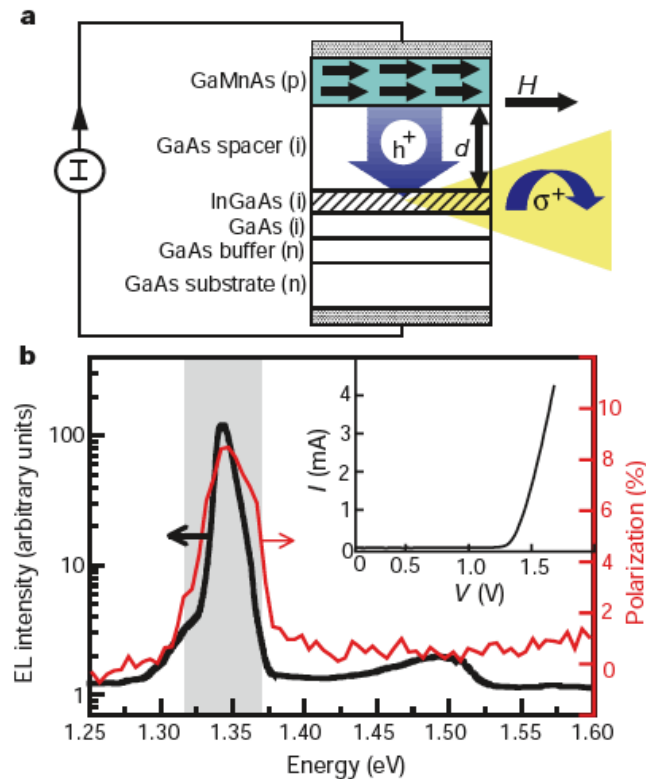 a
GaMnAs (p)
H
GaAs spacer (i)
h+
d
InGaAs (i)
σ+
GaAs (i)
GaAs buffer (n)
GaAs substrate (n)
I
b
EL intensity (arbitrary units)
100
10
1
4
3
2
1
0
I (mA)
0 0.5 1.0 1.5
V (V)
10
8
6
4
2
0
Polarization (%)
1.25 1.30 1.35 1.40 1.45 1.50 1.55 1.60
Energy (eV)